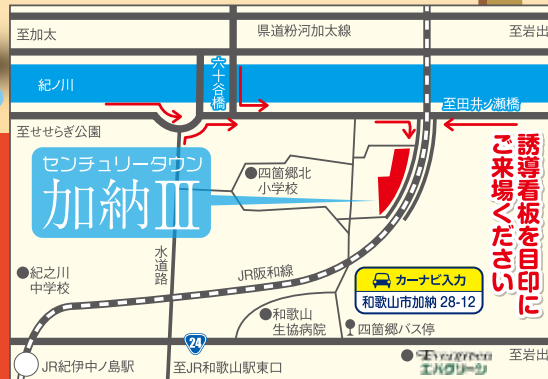 至加太
県道粉河加太線
至岩出
紀ノ川
六十谷橋
至田井ノ瀬橋
至せせらぎ公園
センチュリータウン
加納Ⅲ
四箇郷北
小学校
誘導看板を目印に
ご来場ください
水道路
JR阪和線
紀之川
中学校
カーナビ入力
和歌山市加納 28-12
和歌山
生協病院
四箇郷バス停
24
JR紀伊中ノ島駅
至JR和歌山駅東口
Evergreen
エバグリーン
至岩出